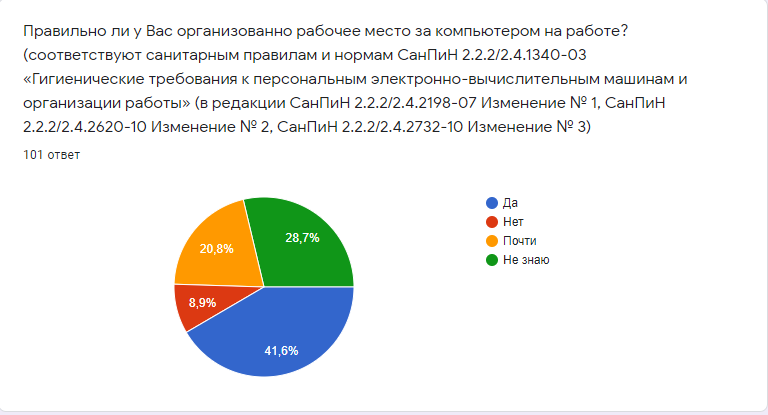 Правильно ли у Вас организованно рабочее место за компьютером на работе?
(соответствуют санитарным правилам и нормам СанПиН 2.2.2/2.4.1340-03
«Гигиенические требования к персональным электронно-вычислительным машинам и
организации работы» (в редакции СанПиН 2.2.2/2.4.2198-07 Изменение № 1, СанПиН
2.2.2/2.4.2620-10 Изменение № 2, СанПиН 2.2.2/2.4.2732-10 Изменение № 3)
101 ответ
28,7%
20,8%
8,9%
41,6%
Да
Нет
Почти
Не знаю